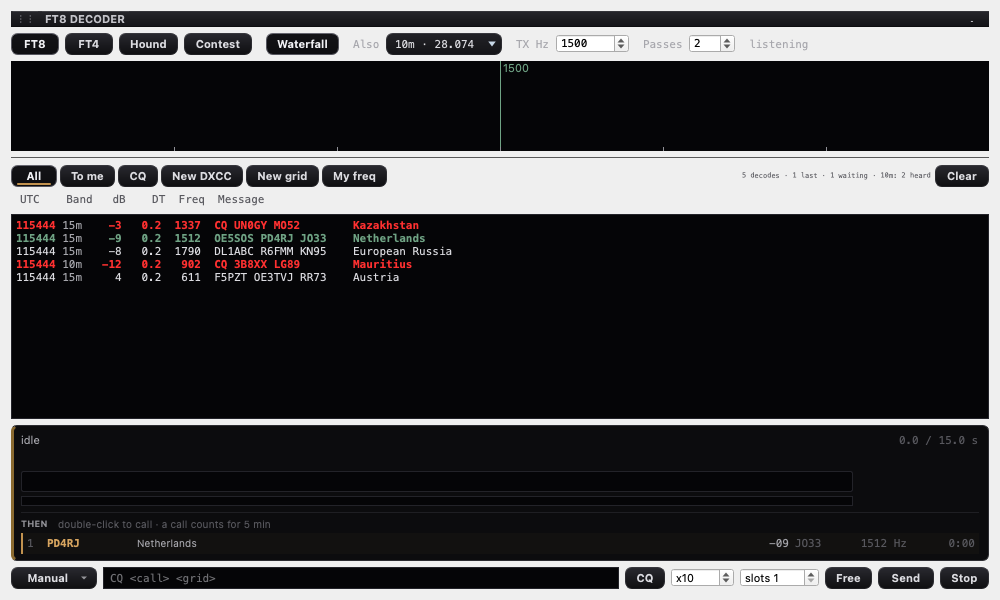 FT8 DECODER
FT8 FT4 Hound Contest Waterfall Also 10m · 28.074 TX Hz 1500 Passes 2 listening
1500
All To me CQ New DXCC New grid My freq 5 decodes · 1 last · 1 waiting · 10m: 2 heard Clear
UTC Band dB DT Freq Message
115444 15m −3 0.2 1337 CQ UN0GY MO52 Kazakhstan
115444 15m −9 0.2 1512 OE5SOS PD4RJ JO33 Netherlands
115444 15m −8 0.2 1790 DL1ABC R6FMM KN95 European Russia
115444 10m −12 0.2 902 CQ 3B8XX LG89 Mauritius
115444 15m 4 0.2 611 F5PZT OE3TVJ RR73 Austria
idle 0.0 / 15.0 s
THEN double-click to call · a call counts for 5 min
1 PD4RJ Netherlands −09 JO33 1512 Hz 0:00
Manual CQ <call> <grid> CQ x10 slots 1 Free Send Stop